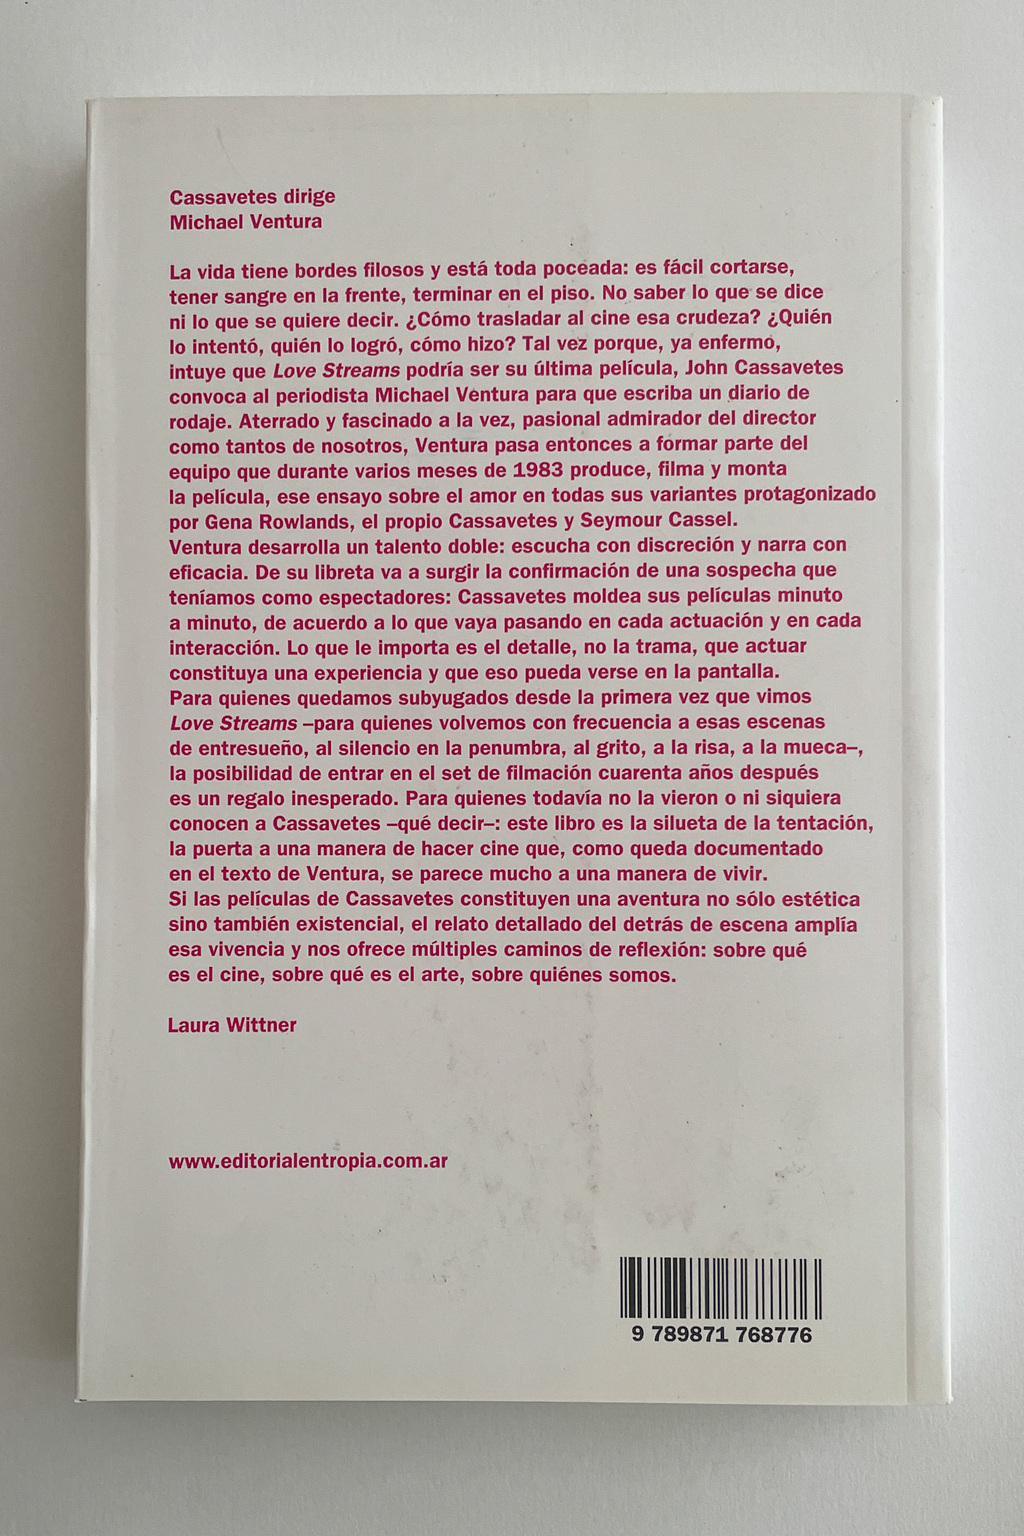 Cassavetes dirige
Michael Ventura
La vida tiene bordes filosos y está toda poceada: es fácil cortarse,
tener sangre en la frente, terminar en el piso. No saber lo que se dice
ni lo que se quiere decir. ¿Cómo trasladar al cine esa crudeza? ¿Quién
lo intentó, quién lo logró, cómo hizo? Tal vez porque, ya enfermo,
intuye que Love Streams podría ser su última película, John Cassavetes
convoca al periodista Michael Ventura para que escriba un diario de
rodaje. Aterrado y fascinado a la vez, pasional admirador del director
como tantos de nosotros, Ventura pasa entonces a formar parte del
equipo que durante varios meses de 1983 produce, filma y monta
la película, ese ensayo sobre el amor en todas sus variantes protagonizado
por Gena Rowlands, el propio Cassavetes y Seymour Cassel.
Ventura desarrolla un talento doble: escucha con discreción y narra con
eficacia. De su libreta va a surgir la confirmación de una sospecha que
teníamos como espectadores: Cassavetes moldea sus películas minuto
a minuto, de acuerdo a lo que vaya pasando en cada actuación y en cada
interacción. Lo que le importa es el detalle, no la trama, que actuar
constituya una experiencia y que eso pueda verse en la pantalla.
Para quienes quedamos subyugados desde la primera vez que vimos
Love Streams –para quienes volvemos con frecuencia a esas escenas
de entresueño, al silencio en la penumbra, al grito, a la risa, a la mueca–,
la posibilidad de entrar en el set de filmación cuarenta años después
es un regalo inesperado. Para quienes todavía no la vieron o ni siquiera
conocen a Cassavetes –qué decir–: este libro es la silueta de la tentación,
la puerta a una manera de hacer cine que, como queda documentado
en el texto de Ventura, se parece mucho a una manera de vivir.
Si las películas de Cassavetes constituyen una aventura no sólo estética
sino también existencial, el relato detallado del detrás de escena amplía
esa vivencia y nos ofrece múltiples caminos de reflexión: sobre qué
es el cine, sobre qué es el arte, sobre quiénes somos.
Laura Wittner
www.editorialentropia.com.ar
9 789871 768776